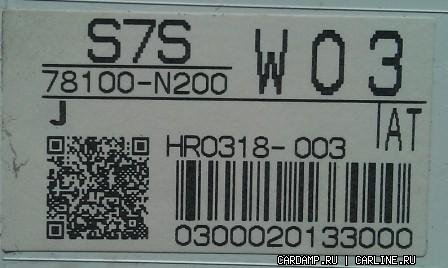 S7S W03
78100-N200
J AT
HR0318-003
0300020133000
CARDAMP.RU | CARLINE.RU